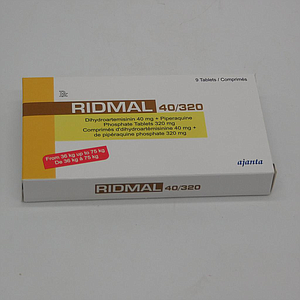 9 Tablets / Comprimés
RIDMAL 40/320
Dihydroartemisinin 40 mg + Piperaquine
Phosphate Tablets 320 mg
Comprimés d'dihydroartémisinine 40 mg +
de pipéraquine phosphate 320 mg
From 36 kg up to 75 kg
De 36 kg à 75 kg
ajanta
RIDMAL 40/320